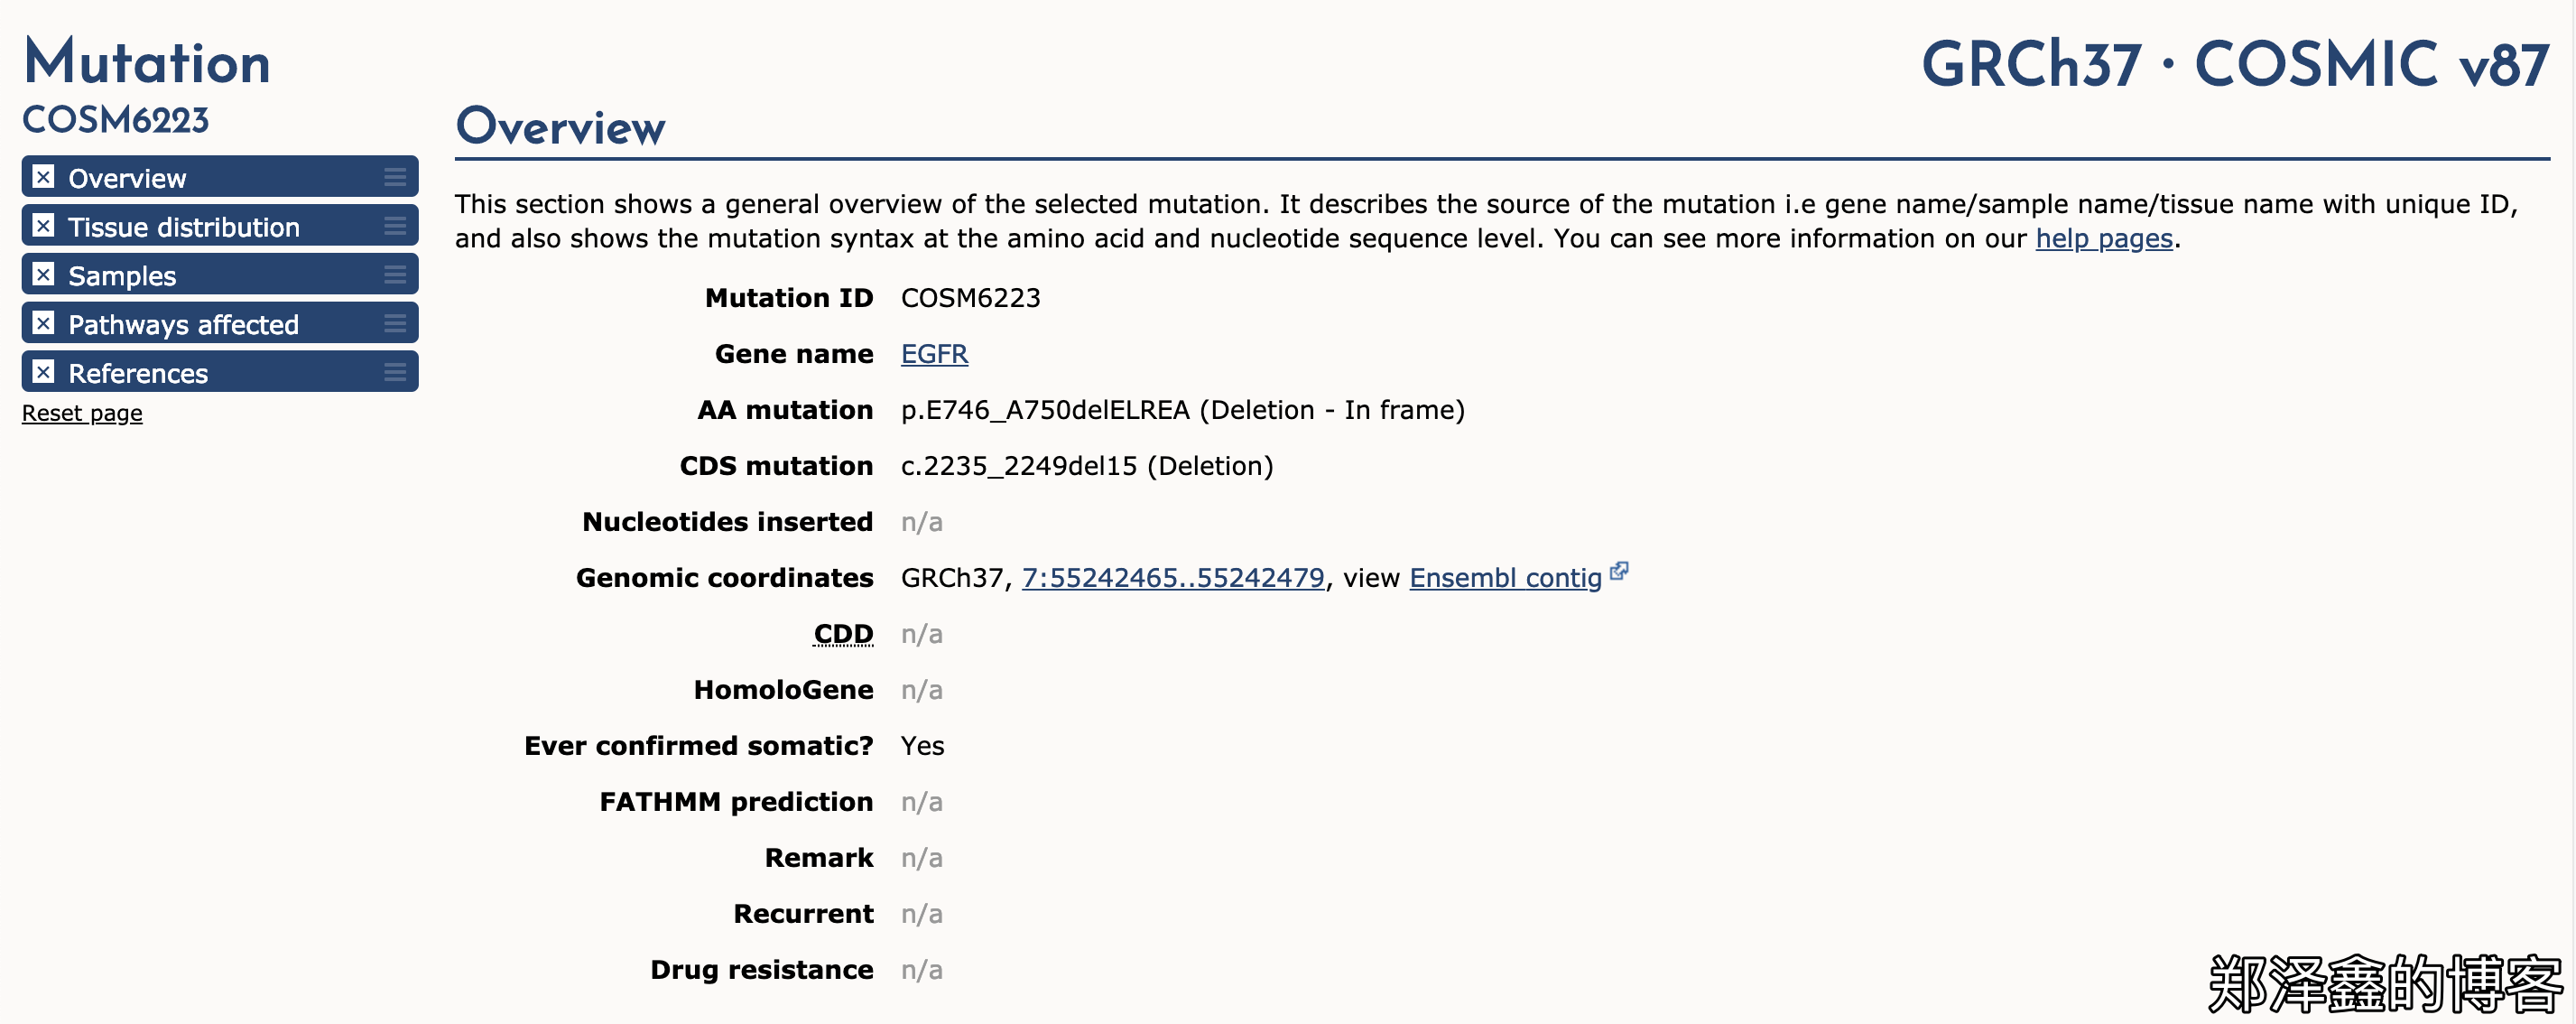 Mutation
COSM6223
GRCh37 · COSMIC v87
Overview
Tissue distribution
Samples
Pathways affected
References
Reset page
Overview
This section shows a general overview of the selected mutation. It describes the source of the mutation i.e gene name/sample name/tissue name with unique ID,
and also shows the mutation syntax at the amino acid and nucleotide sequence level. You can see more information on our help pages.
Mutation ID COSM6223
Gene name EGFR
AA mutation p.E746_A750delELREA (Deletion - In frame)
CDS mutation c.2235_2249del15 (Deletion)
Nucleotides inserted n/a
Genomic coordinates GRCh37, 7:55242465..55242479, view Ensembl contig
CDD n/a
HomoloGene n/a
Ever confirmed somatic? Yes
FATHMM prediction n/a
Remark n/a
Recurrent n/a
Drug resistance n/a
郑泽鑫的博客